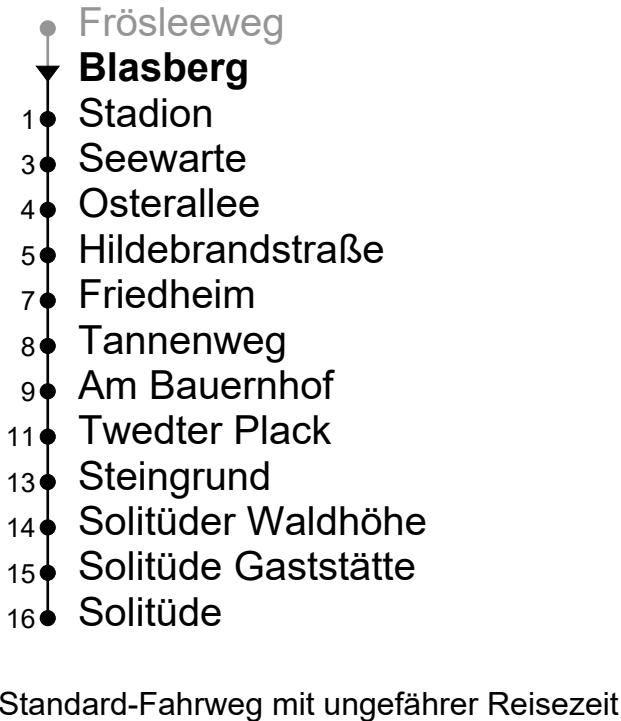 Frösleeweg
Blasberg
1 Stadion
3 Seewarte
4 Osterallee
5 Hildebrandstraße
7 Friedheim
8 Tannenweg
9 Am Bauernhof
11 Twedter Plack
13 Steingrund
14 Solitüder Waldhöhe
15 Solitüde Gaststätte
16 Solitüde
Standard-Fahrweg mit ungefährer Reisezeit